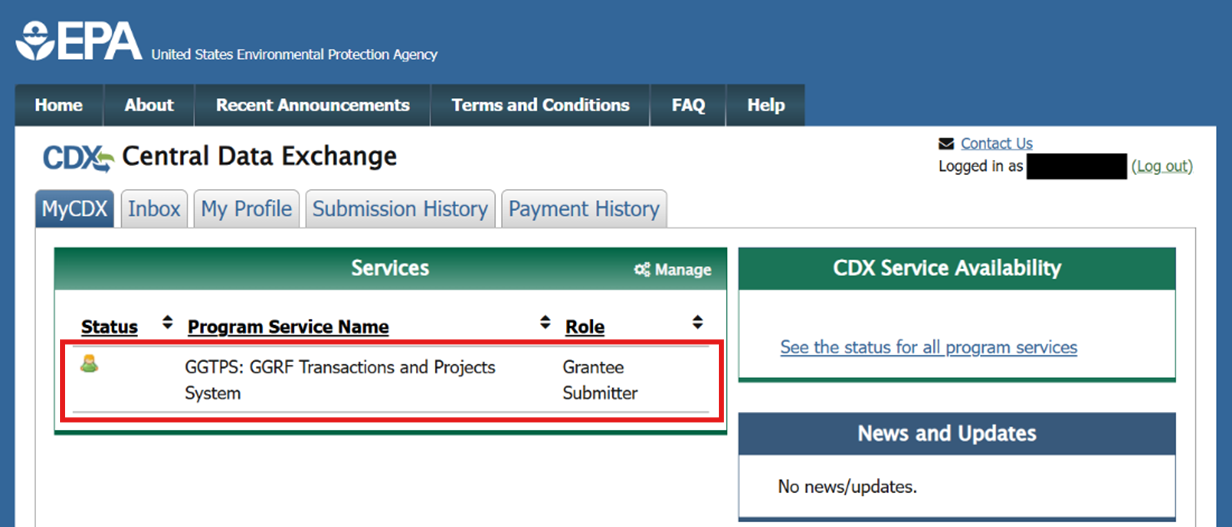 EPA United States Environmental Protection Agency
Home About Recent Announcements Terms and Conditions FAQ Help
CDX Central Data Exchange
Contact Us
Logged in as (Log out)
MyCDX Inbox My Profile Submission History Payment History
Services Manage
Status Program Service Name Role
GGTPS: GGRF Transactions and Projects Grantee
System Submitter
CDX Service Availability
See the status for all program services
News and Updates
No news/updates.